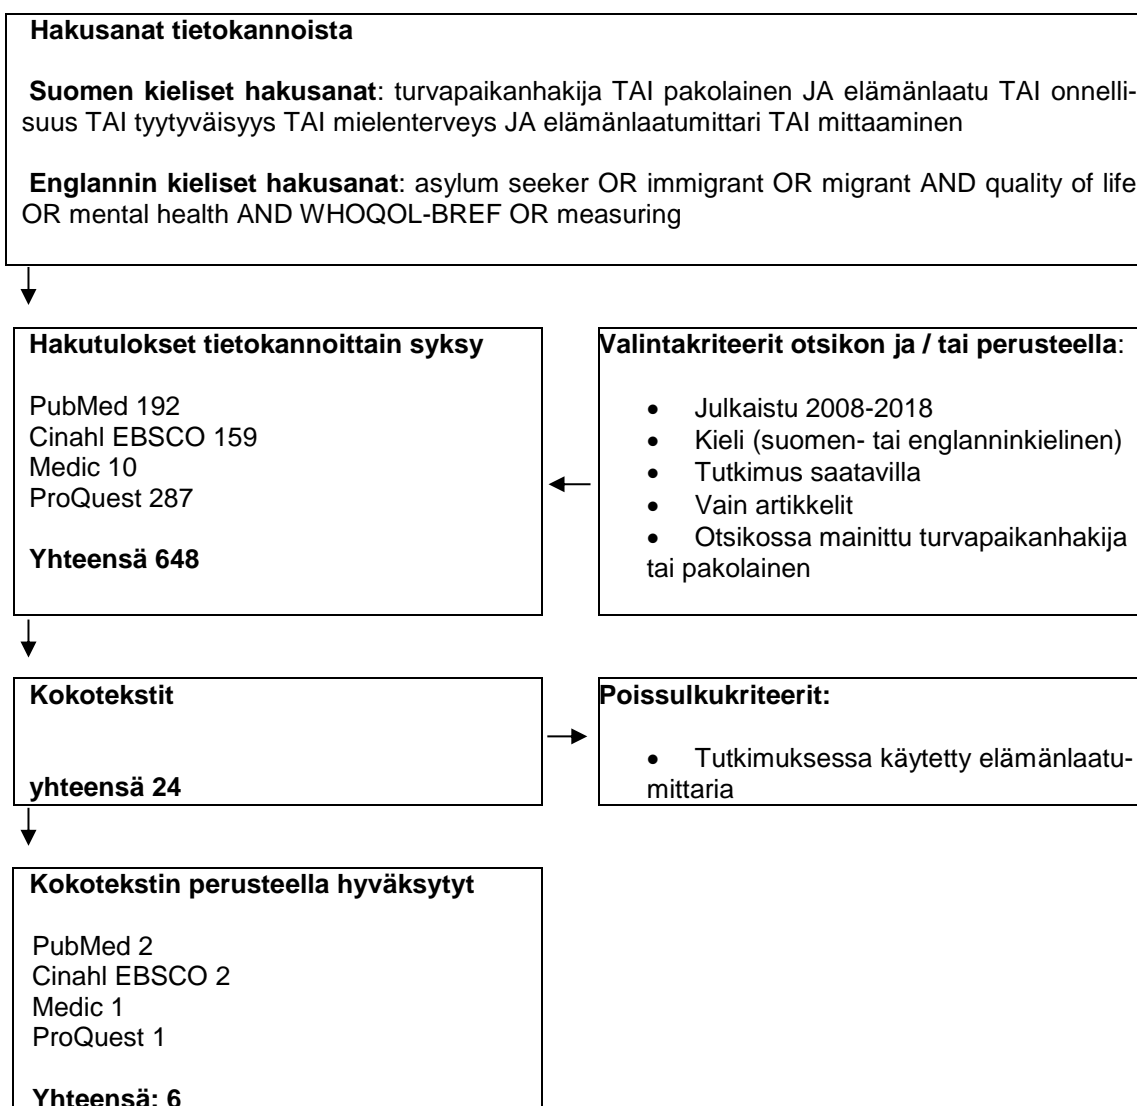 Hakusanat tietokannoista
Suomen kieliset hakusanat: turvapaikanhakija TAI pakolainen JA elämänlaatu TAI onnelli-
suus TAI tyytyväisyys TAI mielenterveys JA elämänlaatumittari TAI mittaaminen
Englannin kieliset hakusanat: asylum seeker OR immigrant OR migrant AND quality of life
OR mental health AND WHOQOL-BREF OR measuring
Hakutulokset tietokannoittain syksy
PubMed 192
Cinahl EBSCO 159
Medic 10
ProQuest 287
Yhteensä 648
Valintakriteerit otsikon ja / tai perusteella:
• Julkaistu 2008-2018
• Kieli (suomen- tai englanninkielinen)
• Tutkimus saatavilla
• Vain artikkelit
• Otsikossa mainittu turvapaikanhakija
tai pakolainen
Kokotekstit
yhteensä 24
Poissulkukriteerit:
• Tutkimuksessa käytetty elämänlaatu-
mittaria
Kokotekstin perusteella hyväksytyt
PubMed 2
Cinahl EBSCO 2
Medic 1
ProQuest 1
Yhteensä: 6